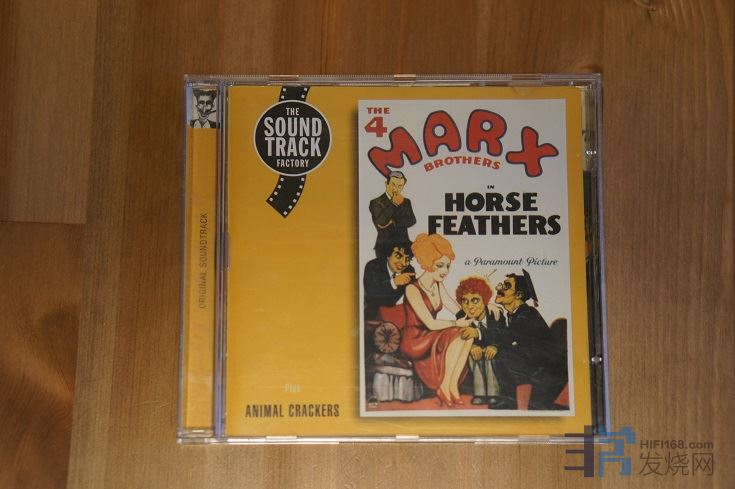 THE
SOUND
TRACK
FACTORY
ORIGINAL SOUNDTRACK
THE
4
MARX
BROTHERS
IN
HORSE
FEATHERS
a Paramount Picture
Plus
ANIMAL CRACKERS
HIFI168.com
发烧网